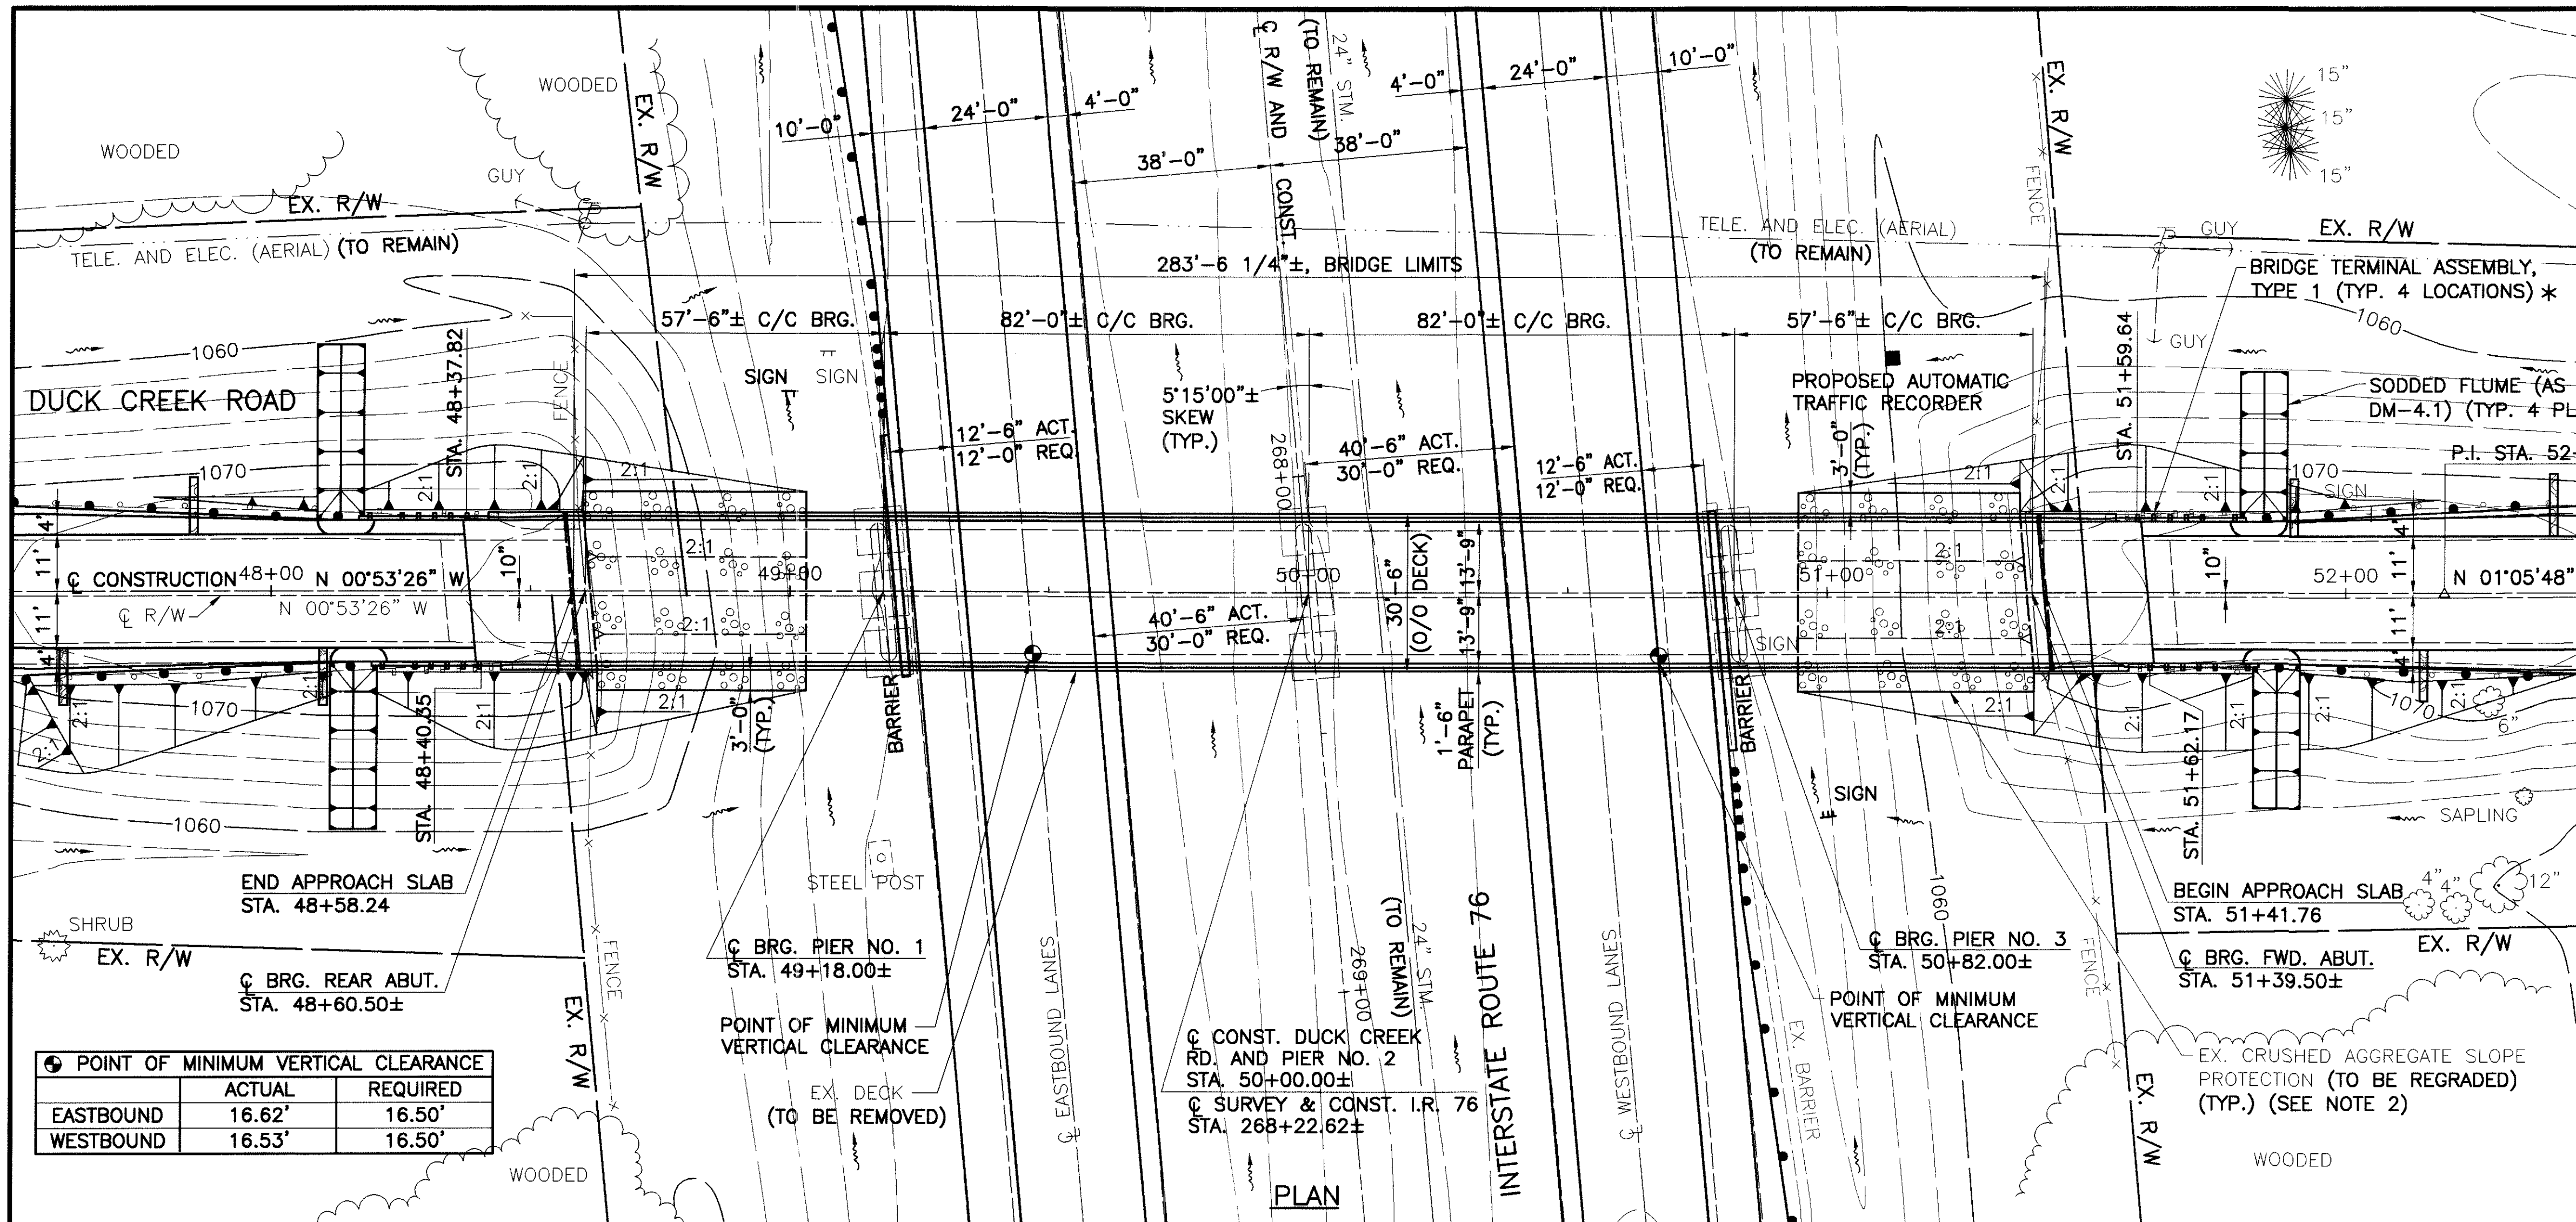 WOODED
WOODED
GUY
EX. R/W
EX. R/W
TELE. AND ELEC. (AERIAL) (TO REMAIN)
10'-0"
24'-0"
4'-0"
38'-0"
℄ R/W AND CONST.
24" STM.
(TO REMAIN)
38'-0"
4'-0"
24'-0"
10'-0"
EX. R/W
FENCE
15"
15"
15"
TELE. AND ELEC. (AERIAL)
(TO REMAIN)
GUY
EX. R/W
283'-6 1/4"±, BRIDGE LIMITS
BRIDGE TERMINAL ASSEMBLY,
TYPE 1 (TYP. 4 LOCATIONS) *
57'-6"± C/C BRG.
82'-0"± C/C BRG.
82'-0"± C/C BRG.
57'-6"± C/C BRG.
1060
1060
GUY
DUCK CREEK ROAD
STA. 48+37.82
FENCE
SIGN
SIGN
5°15'00"±
SKEW
(TYP.)
PROPOSED AUTOMATIC
TRAFFIC RECORDER
STA. 51+59.64
SODDED FLUME (AS
DM-4.1) (TYP. 4 PL
12'-6" ACT.
12'-0" REQ.
268+00
40'-6" ACT.
30'-0" REQ.
12'-6" ACT.
12'-0" REQ.
3'-0"
(TYP.)
P.I. STA. 52+
1070
2:1
2:1
2:1
2:1
2:1
2:1
1070
SIGN
4'
11'
11'
4'
℄ CONSTRUCTION
48+00
N 00°53'26" W
℄ R/W
N 00°53'26" W
10"
2:1
49+00
2:1
50+00
40'-6" ACT.
30'-0" REQ.
30'-6"
(O/O DECK)
13'-9"
13'-9"
SIGN
2:1
51+00
2:1
10"
52+00
4'
11'
11'
4'
N 01°05'48"
2:1
2:1
2:1
1070
2:1
2:1
3'-0"
(TYP.)
BARRIER
1'-6"
PARAPET
(TYP.)
BARRIER
2:1
2:1
2:1
2:1
2:1
1070
6"
STA. 48+40.35
1060
SIGN
STA. 51+62.17
SAPLING
STEEL POST
1060
END APPROACH SLAB
STA. 48+58.24
BEGIN APPROACH SLAB
STA. 51+41.76
4"
4"
12"
SHRUB
EX. R/W
FENCE
℄ BRG. PIER NO. 1
STA. 49+18.00±
℄ BRG. PIER NO. 3
STA. 50+82.00±
FENCE
EX. R/W
℄ BRG. REAR ABUT.
STA. 48+60.50±
℄ BRG. FWD. ABUT.
STA. 51+39.50±
EX. R/W
POINT OF MINIMUM
VERTICAL CLEARANCE
EX. DECK
(TO BE REMOVED)
℄ EASTBOUND LANES
℄ CONST. DUCK CREEK
RD. AND PIER NO. 2
STA. 50+00.00±
℄ SURVEY & CONST. I.R. 76
STA. 268+22.62±
269+00
(TO REMAIN)
24" STM.
INTERSTATE ROUTE 76
℄ WESTBOUND LANES
EX. BARRIER
POINT OF MINIMUM
VERTICAL CLEARANCE
EX. R/W
EX. CRUSHED AGGREGATE SLOPE
PROTECTION (TO BE REGRADED)
(TYP.) (SEE NOTE 2)
POINT OF MINIMUM VERTICAL CLEARANCE
ACTUAL REQUIRED
EASTBOUND 16.62' 16.50'
WESTBOUND 16.53' 16.50'
WOODED
WOODED
PLAN